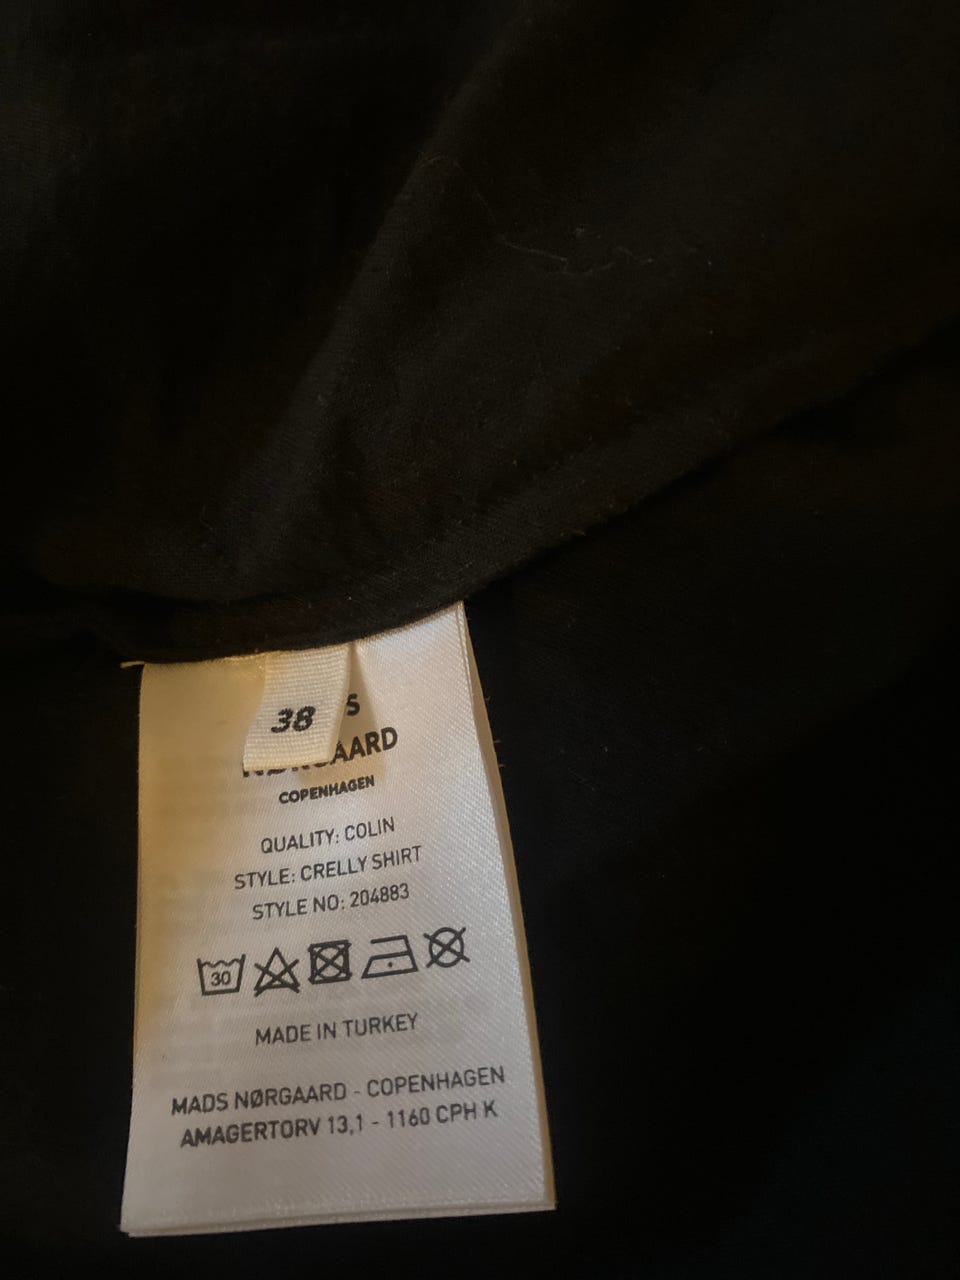 38
S
NØRGAARD
COPENHAGEN
QUALITY: COLIN
STYLE: CRELLY SHIRT
STYLE NO: 204883
30
MADE IN TURKEY
MADS NØRGAARD - COPENHAGEN
AMAGERTORV 13,1 - 1160 CPH K